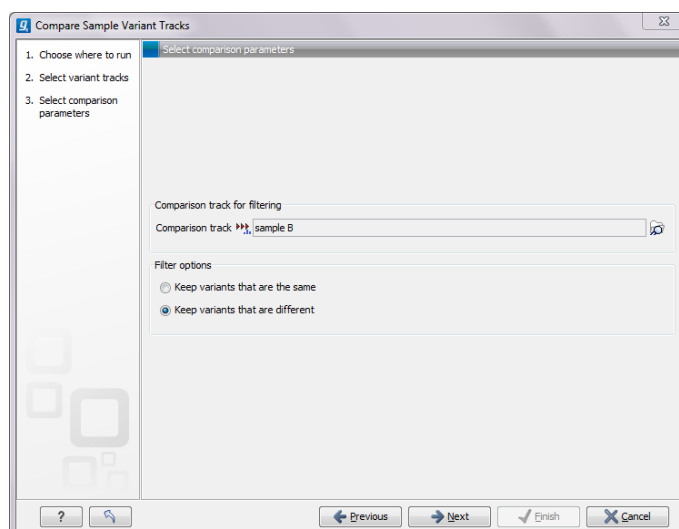 Compare Sample Variant Tracks
1. Choose where to run
2. Select variant tracks
3. Select comparison
parameters
Select comparison parameters
Comparison track for filtering
Comparison track sample B
Filter options
Keep variants that are the same
Keep variants that are different
? Previous Next Finish Cancel